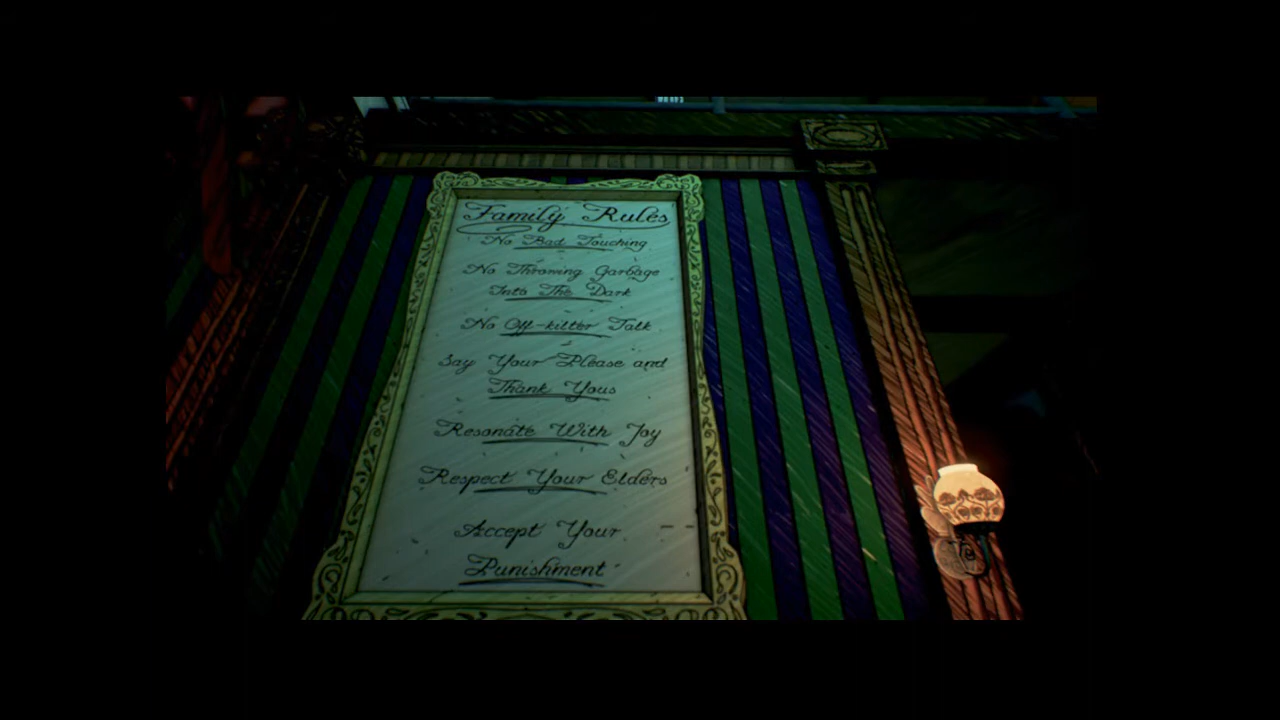 Family Rules
No Bad Touching
No Throwing Garbage
Into The Dark
No Off-kilter Talk
Say Your Please and
Thank Yous
Resonate With Joy
Respect Your Elders
Accept Your
Punishment